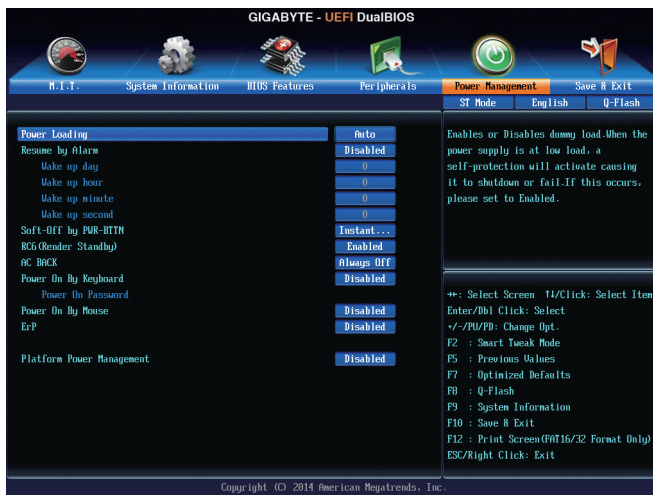 GIGABYTE - UEFI DualBIOS
M.I.T.
System Information
BIOS Features
Peripherals
Power Management
Save & Exit
ST Mode
English
Q-Flash
Power Loading Auto
Resume by Alarm Disabled
Wake up day 0
Wake up hour 0
Wake up minute 0
Wake up second 0
Soft-Off by PWR-BTTN Instant...
RC6(Render Standby) Enabled
AC BACK Always Off
Power On By Keyboard Disabled
Power On Password
Power On By Mouse Disabled
ErP Disabled
Platform Power Management Disabled
Enables or Disables dummy load.When the
power supply is at low load, a
self-protection will activate causing
it to shutdown or fail.If this occurs,
please set to Enabled.
→←: Select Screen ↑↓/Click: Select Item
Enter/Dbl Click: Select
+/-/PU/PD: Change Opt.
F2 : Smart Tweak Mode
F5 : Previous Values
F7 : Optimized Defaults
F8 : Q-Flash
F9 : System Information
F10 : Save & Exit
F12 : Print Screen(FAT16/32 Format Only)
ESC/Right Click: Exit
Copyright (C) 2014 American Megatrends, Inc.